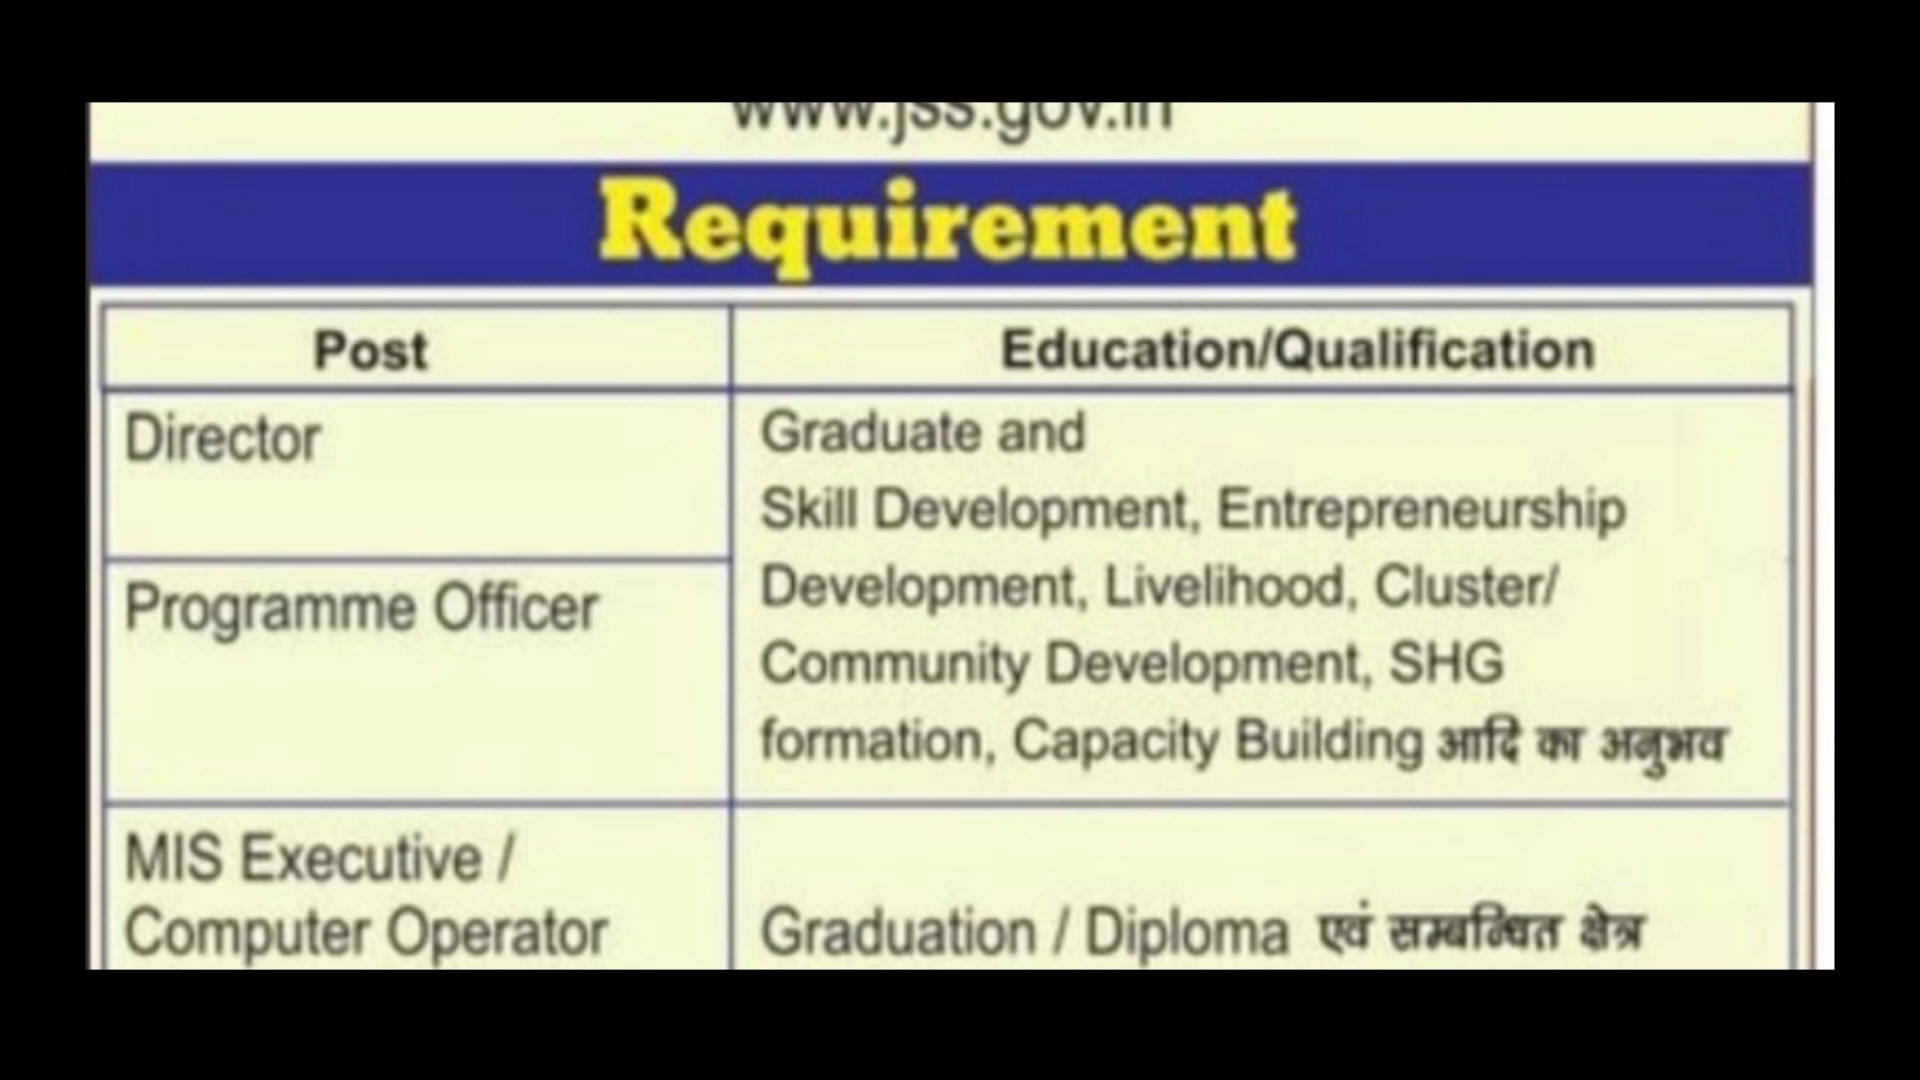 www.jss.gov.in
Requirement
Post
Education/Qualification
Director
Graduate and
Skill Development, Entrepreneurship
Programme Officer
Development, Livelihood, Cluster/
Community Development, SHG
formation, Capacity Building आदि का अनुभव
MIS Executive /
Computer Operator
Graduation / Diploma एवं सम्बन्धित क्षेत्र